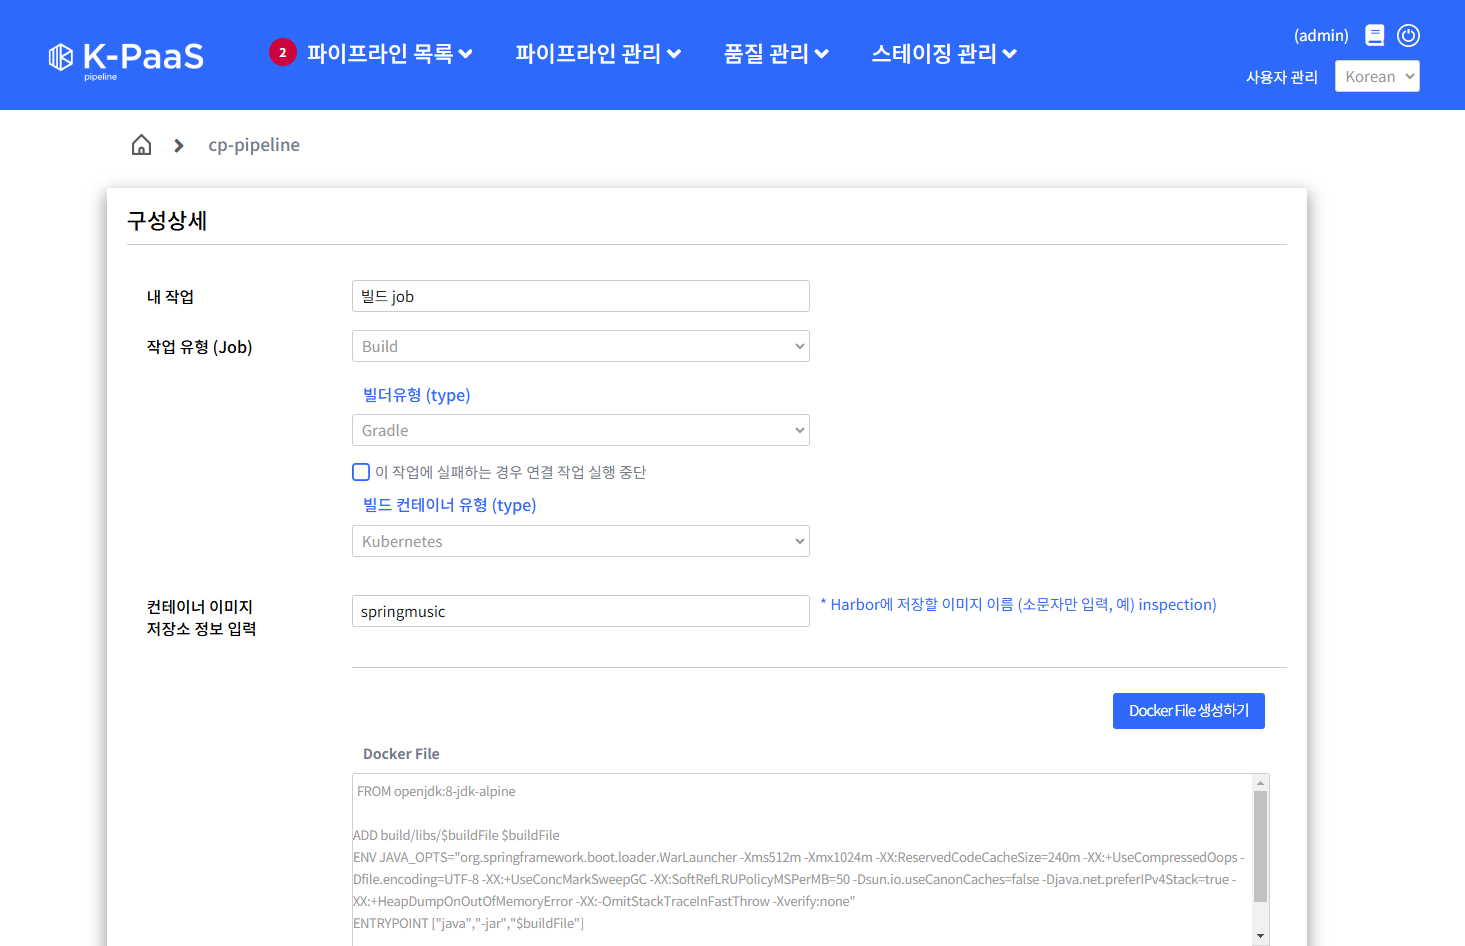 K-PaaS
pipeline
2
파이프라인 목록
파이프라인 관리
품질 관리
스테이징 관리
(admin)
사용자 관리
Korean
cp-pipeline
구성상세
내 작업
빌드 job
작업 유형 (Job)
Build
빌더유형 (type)
Gradle
이 작업에 실패하는 경우 연결 작업 실행 중단
빌드 컨테이너 유형 (type)
Kubernetes
컨테이너 이미지
저장소 정보 입력
springmusic
* Harbor에 저장할 이미지 이름 (소문자만 입력, 예) inspection)
Docker File 생성하기
Docker File
FROM openjdk:8-jdk-alpine
ADD build/libs/$buildFile $buildFile
ENV JAVA_OPTS="org.springframework.boot.loader.WarLauncher -Xms512m -Xmx1024m -XX:ReservedCodeCacheSize=240m -XX:+UseCompressedOops -
Dfile.encoding=UTF-8 -XX:+UseConcMarkSweepGC -XX:SoftRefLRUPolicyMSPerMB=50 -Dsun.io.useCanonCaches=false -Djava.net.preferIPv4Stack=true -
XX:+HeapDumpOnOutOfMemoryError -XX:-OmitStackTraceInFastThrow -Xverify:none"
ENTRYPOINT ["java","-jar","$buildFile"]